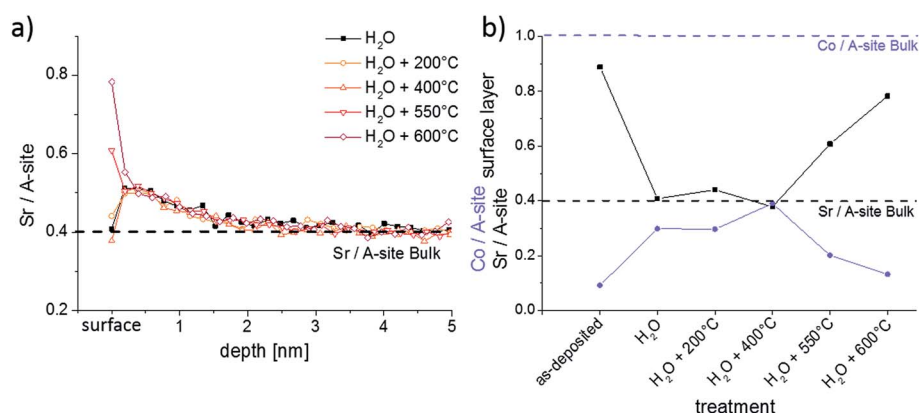 a)
Sr / A-site
0.8
0.6
0.4
0.2
H₂O
H₂O + 200°C
H₂O + 400°C
H₂O + 550°C
H₂O + 600°C
Sr / A-site Bulk
surface
1
2
3
4
5
depth [nm]
b)
Co / A-site
Sr / A-site surface layer
1.0
0.8
0.6
0.4
0.2
0.0
Co / A-site Bulk
Sr / A-site Bulk
as-deposited
H₂O
H₂O + 200°C
H₂O + 400°C
H₂O + 550°C
H₂O + 600°C
treatment